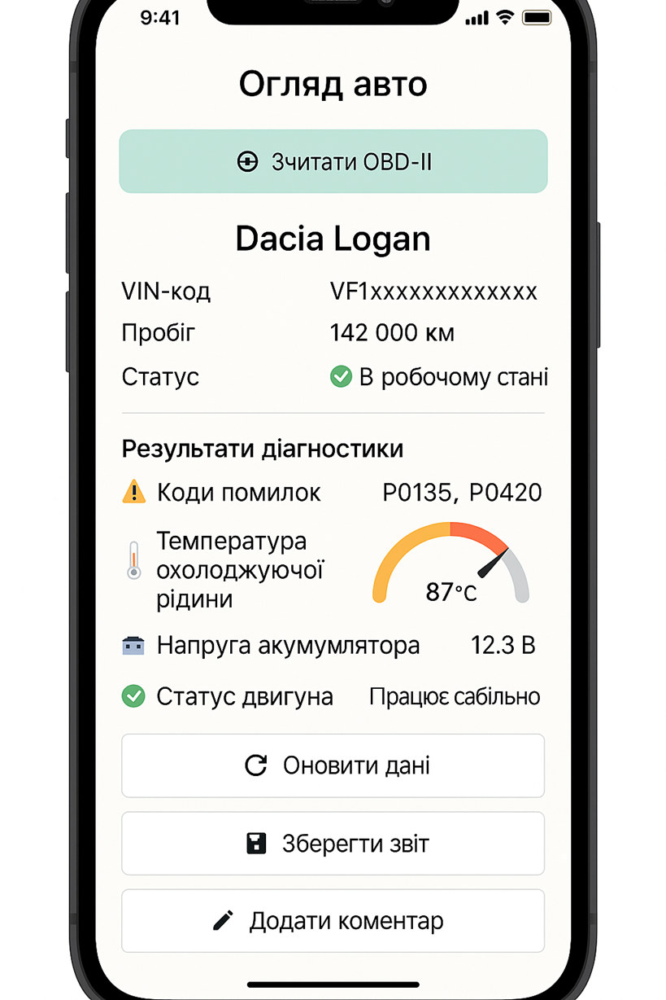 9:41
Огляд авто
Зчитати OBD-II
Dacia Logan
VIN-код VF1xxxxxxxxxxxxx
Пробіг 142 000 км
Статус В робочому стані
Результати діагностики
Коди помилок P0135, P0420
Температура
охолоджуючої
рідини
87°C
Напруга акумумлятора 12.3 В
Статус двигуна Працює сабільно
Оновити дані
Зберегти звіт
Додати коментар